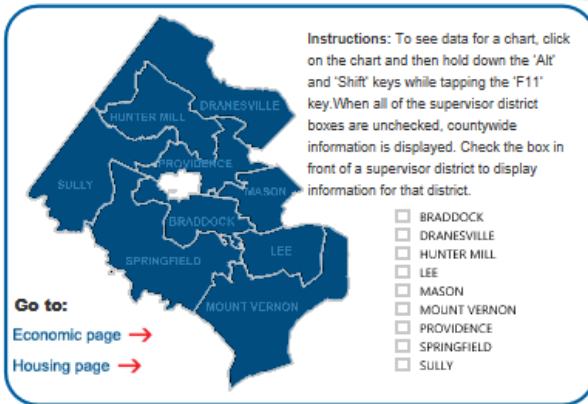 Instructions: To see data for a chart, click
on the chart and then hold down the 'Alt'
and 'Shift' keys while tapping the 'F11'
key.When all of the supervisor district
boxes are unchecked, countywide
information is displayed. Check the box in
front of a supervisor district to display
information for that district.
DRANESVILLE
HUNTER MILL
PROVIDENCE
SULLY
MASON
BRADDOCK
LEE
SPRINGFIELD
MOUNT VERNON
BRADDOCK
DRANESVILLE
HUNTER MILL
LEE
MASON
MOUNT VERNON
PROVIDENCE
SPRINGFIELD
SULLY
Go to:
Economic page
Housing page